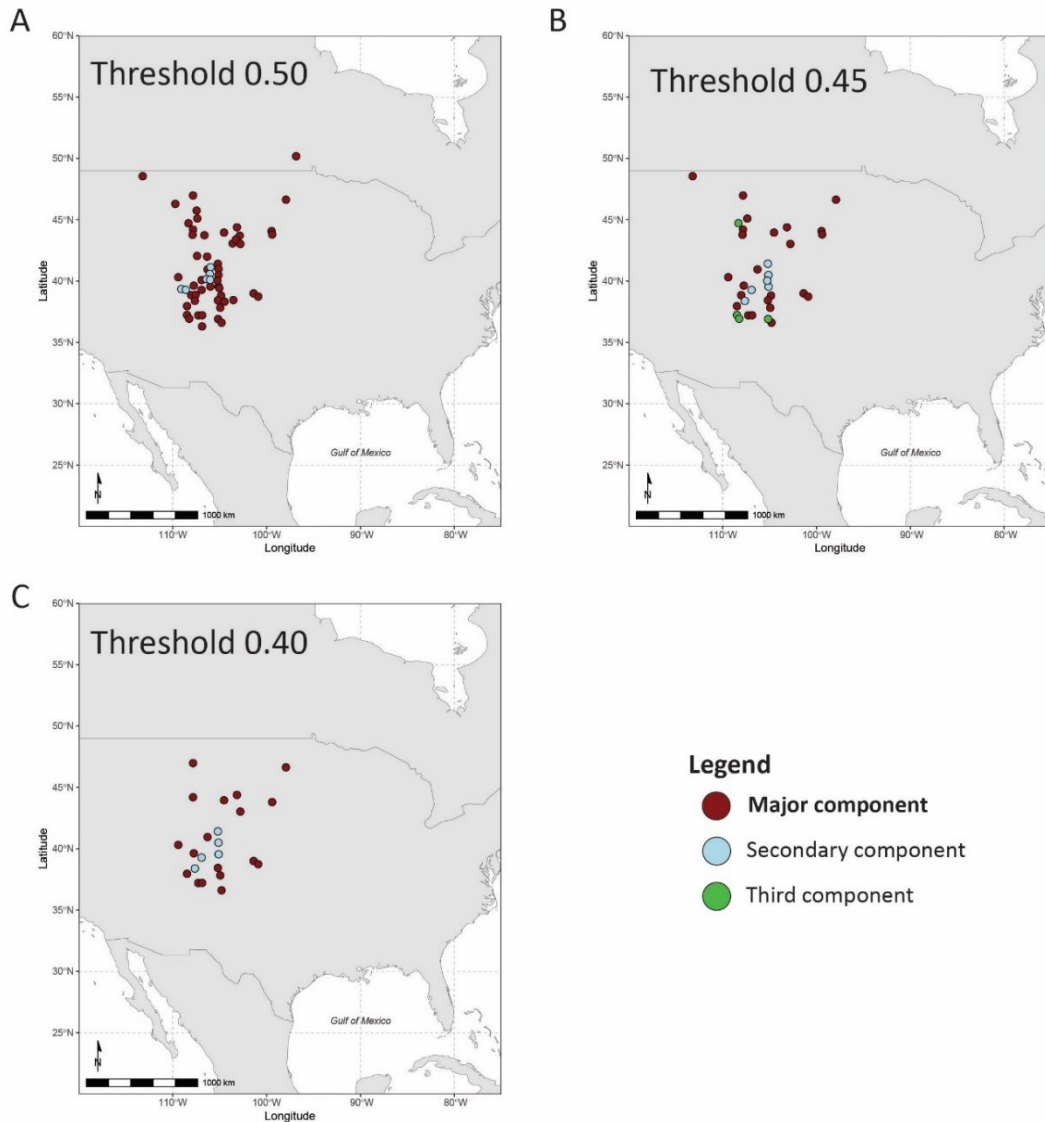 A
Threshold 0.50
60°N
55°N
50°N
45°N
40°N
35°N
30°N
25°N
Latitude
Gulf of Mexico
N
1000 km
110°W 100°W 90°W 80°W
Longitude
B
Threshold 0.45
60°N
55°N
50°N
45°N
40°N
35°N
30°N
25°N
Latitude
Gulf of Mexico
N
1000 km
110°W 100°W 90°W 80°W
Longitude
C
Threshold 0.40
60°N
55°N
50°N
45°N
40°N
35°N
30°N
25°N
Latitude
Gulf of Mexico
N
1000 km
110°W 100°W 90°W 80°W
Longitude
Legend
Major component
Secondary component
Third component